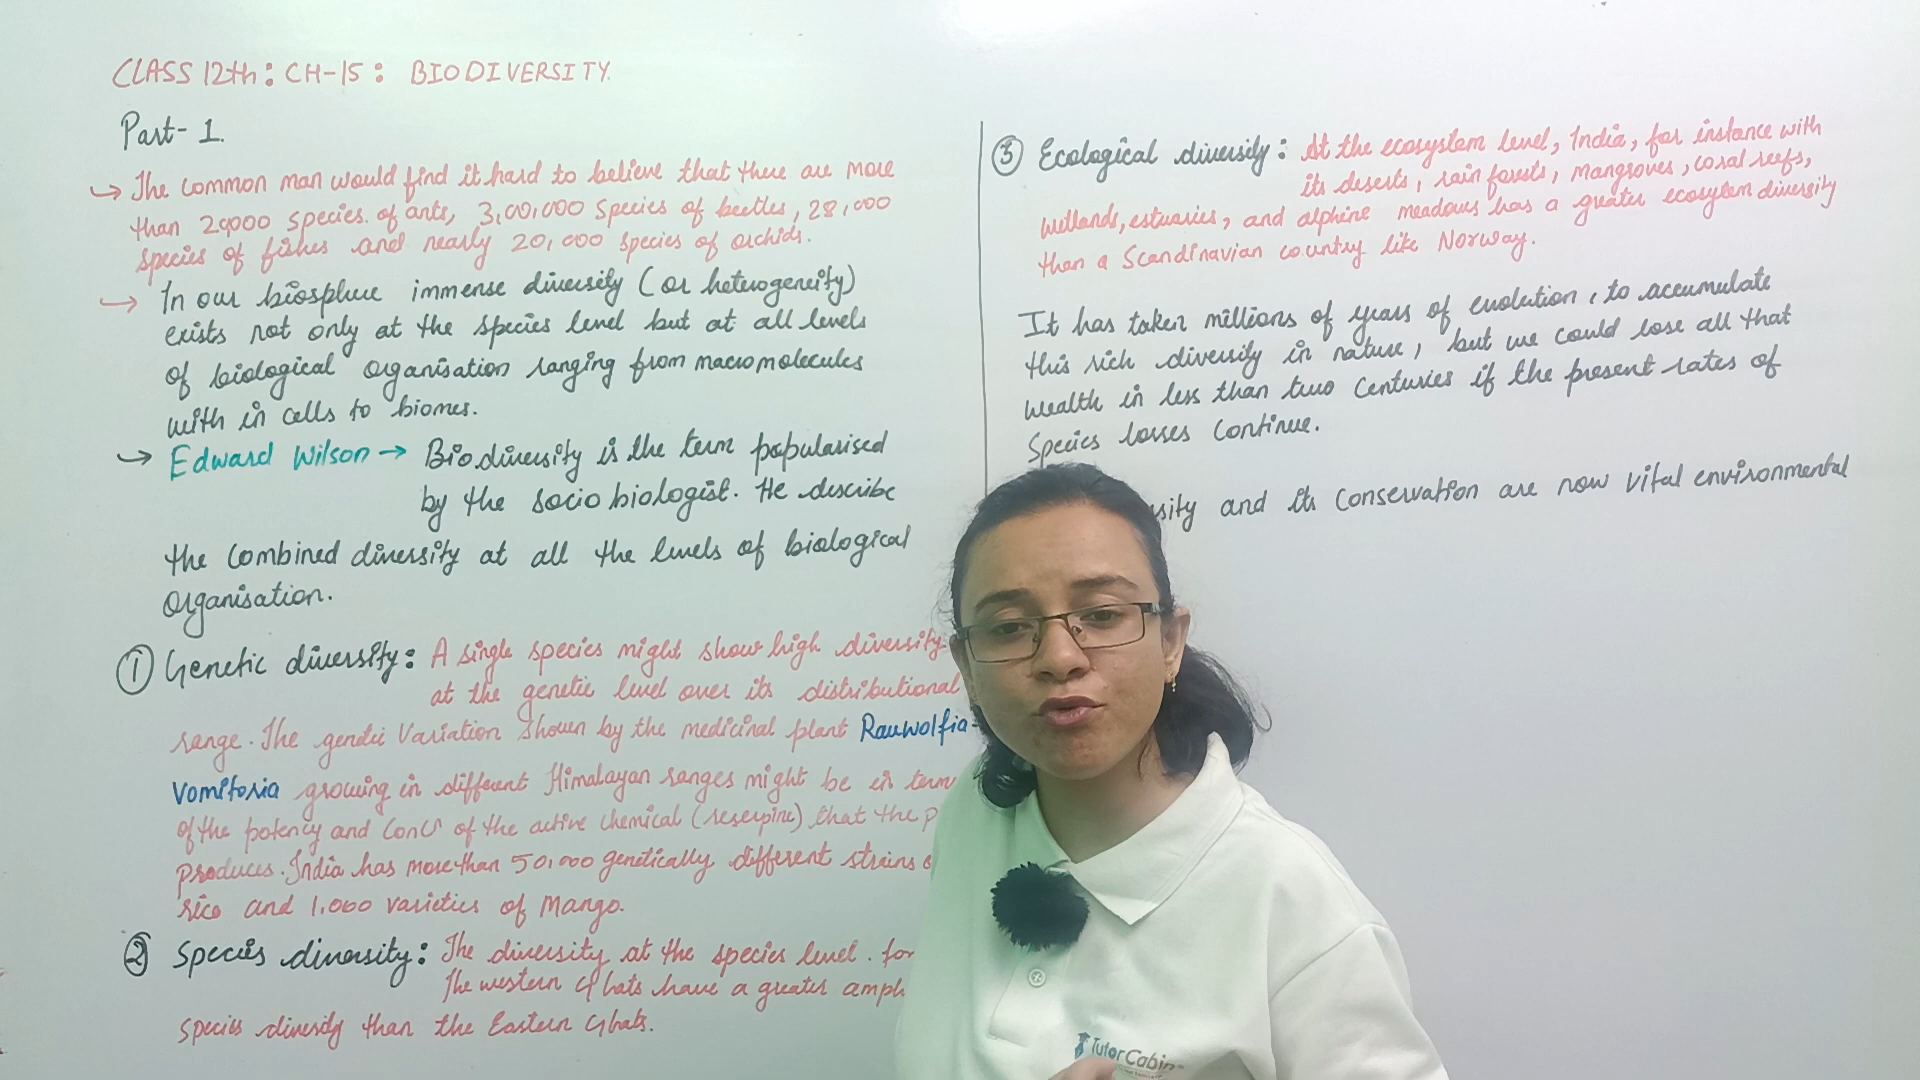 CLASS 12th : CH-15 : BIODIVERSITY.
Part- 1.
→ The common man would find it hard to believe that there are more
than 20,000 species. of ants, 3,00,000 species of beetles, 28,000
species of fishes and nearly 20,000 species of orchids.
→ In our biosphere immense diversity (or heterogeneity)
exists not only at the species level but at all levels
of biological organisation ranging from macromolecules
with in cells to biomes.
→ Edward Wilson → Biodiversity is the term popularised
by the socio biologist. He describe
the combined diversity at all the levels of biological
organisation.
① Genetic diversity : A single species might show high diversity
at the genetic level over its distributional
range. The genetic variation shown by the medicinal plant Rauwolfia-
Vomitoria growing in different Himalayan ranges might be in term
of the potency and of the active chemical (reserpine) that the p
produces. India has more than 50,000 genetically different strains o
rice and 1,000 varieties of Mango.
② Species diversity : The diversity at the species level. for
The western Ghats have a greater amph
species diversity than the Eastern Ghats.
③ Ecological diversity : At the ecosystem level, India, for instance with
its deserts, rain forests, mangroves, coral reefs,
wetlands, estuaries, and alphine meadows has a greater ecosystem diversity
than a Scandinavian country like Norway.
It has taken millions of years of evolution, to accumulate
this rich diversity in nature, but we could lose all that
wealth in less than two centuries if the present rates of
Species losses continue.
sity and its conservation are now vital environmental
TutorCabin